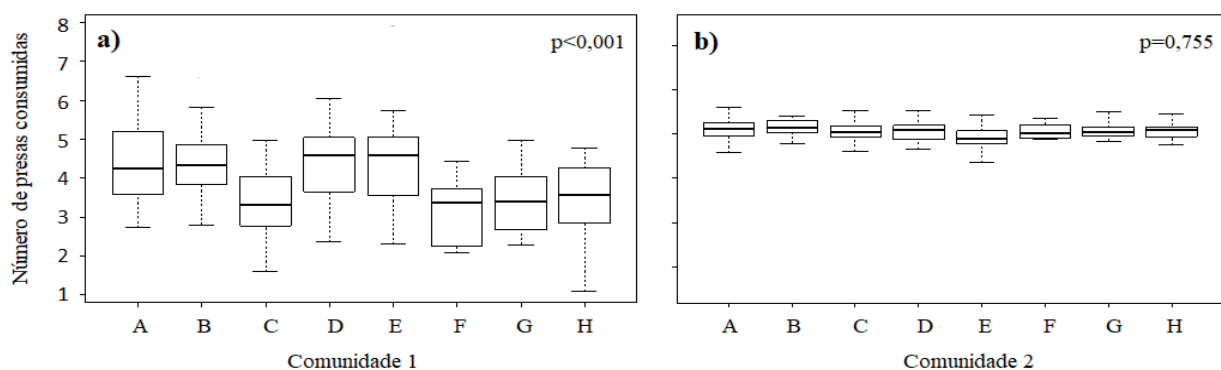 a)
p<0,001
Número de presas consumidas
8
7
6
5
4
3
2
1
A B C D E F G H
Comunidade 1
b)
p=0,755
A B C D E F G H
Comunidade 2